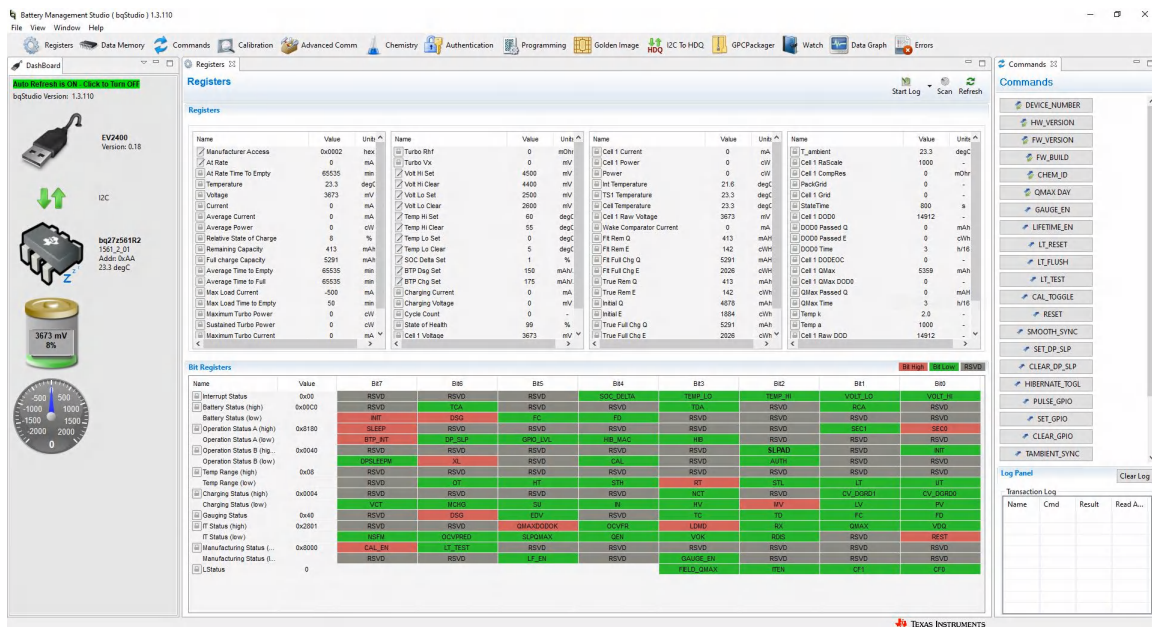 Battery Management Studio ( bqStudio ) 1.3.110
File View Window Help
Registers Data Memory Commands Calibration Advanced Comm Chemistry Authentication Programming Golden Image HDQ I2C To HDQ GPCPackager Watch Data Graph Errors
DashBoard
Auto Refresh is ON - Click to Turn OFF
bqStudio Version: 1.3.110
EV2400
Version: 0.18
I2C
bq27z561R2
1561_2_01
Addr: 0xAA
23.3 degC
3673 mV
8%
-500 500
-1000 1000
-1500 1500
-2000 2000
0
Registers
Registers
Start Log Scan Refresh
Registers
Name Value Units
Manufacturer Access 0x0002 hex
At Rate 0 mA
At Rate Time To Empty 65535 min
Temperature 23.3 degC
Voltage 3673 mV
Current 0 mA
Average Current 0 mA
Average Power 0 cW
Relative State of Charge 8 %
Remaining Capacity 413 mAh
Full charge Capacity 5291 mAh
Average Time to Empty 65535 min
Average Time to Full 65535 min
Max Load Current -500 mA
Max Load Time to Empty 50 min
Maximum Turbo Power 0 cW
Sustained Turbo Power 0 cW
Maximum Turbo Current 0 mA
Name Value Units
Turbo Rhf 0 mOhr
Turbo Vx 0 mV
Volt Hi Set 4500 mV
Volt Hi Clear 4400 mV
Volt Lo Set 2500 mV
Volt Lo Clear 2600 mV
Temp Hi Set 60 degC
Temp Hi Clear 55 degC
Temp Lo Set 0 degC
Temp Lo Clear 5 degC
SOC Delta Set 1 %
BTP Dsg Set 150 mAh/
BTP Chg Set 175 mAh/
Charging Current 0 mA
Charging Voltage 0 mV
Cycle Count 0 -
State of Health 99 %
Cell 1 Voltage 3673 mV
Name Value Units
Cell 1 Current 0 mA
Cell 1 Power 0 cW
Power 0 cW
Int Temperature 21.6 degC
TS1 Temperature 23.3 degC
Cell Temperature 23.3 degC
Cell 1 Raw Voltage 3673 mV
Wake Comparator Current 0 mA
Flt Rem Q 413 mAH
Flt Rem E 142 cWH
Flt Full Chg Q 5291 mAH
Flt Full Chg E 2026 cWH
True Rem Q 413 mAh
True Rem E 142 cWh
Initial Q 4878 mAh
Initial E 1884 cWh
True Full Chg Q 5291 mAh
True Full Chg E 2026 cWh
Name Value Units
T_ambient 23.3 degC
Cell 1 RaScale 1000 -
Cell 1 CompRes 0 mOhr
PackGrid 0 -
Cell 1 Grid 0 -
StateTime 800 s
Cell 1 DOD0 14912 -
DOD0 Passed Q 0 mAh
DOD0 Passed E 0 cWh
DOD0 Time 3 h/16
Cell 1 DODEOC 0 -
Cell 1 QMax 5359 mAh
Cell 1 QMax DOD0 0 -
QMax Passed Q 0 mAH
QMax Time 3 h/16
Temp k 2.0 -
Temp a 1000 -
Cell 1 Raw DOD 14912 -
Bit Registers
Bit High Bit Low RSVD
Name Value Bit7 Bit6 Bit5 Bit4 Bit3 Bit2 Bit1 Bit0
Interrupt Status 0x00 RSVD RSVD RSVD SOC_DELTA TEMP_LO TEMP_HI VOLT_LO VOLT_HI
Battery Status (high) 0x00C0 RSVD TCA RSVD RSVD TDA RSVD RCA RSVD
Battery Status (low) INIT DSG FC FD RSVD RSVD RSVD RSVD
Operation Status A (high) 0x8180 SLEEP RSVD RSVD RSVD RSVD RSVD SEC1 SEC0
Operation Status A (low) BTP_INT DP_SLP GPIO_LVL HIB_MAC HIB RSVD RSVD RSVD
Operation Status B (hig... 0x0040 RSVD RSVD RSVD RSVD RSVD SLPAD RSVD INIT
Operation Status B (low) DPSLEEPM XL RSVD CAL RSVD AUTH RSVD RSVD
Temp Range (high) 0x08 RSVD RSVD RSVD RSVD RSVD RSVD RSVD RSVD
Temp Range (low) RSVD OT HT STH RT STL LT UT
Charging Status (high) 0x0004 RSVD RSVD RSVD RSVD NCT RSVD CV_DGRD1 CV_DGRD0
Charging Status (low) VCT MCHG SU IN HV MV LV PV
Gauging Status 0x40 RSVD DSG EDV RSVD TC TD FC FD
IT Status (high) 0x2801 RSVD RSVD QMAXDODOK OCVFR LDMD RX QMAX VDQ
IT Status (low) NSFM OCVPRED SLPQMAX QEN VOK RDIS RSVD REST
Manufacturing Status (... 0x8000 CAL_EN LT_TEST RSVD RSVD RSVD RSVD RSVD RSVD
Manufacturing Status (l... RSVD RSVD LF_EN RSVD GAUGE_EN RSVD RSVD RSVD
LStatus 0 FIELD_QMAX ITEN CF1 CF0
Commands
Commands
DEVICE_NUMBER
HW_VERSION
FW_VERSION
FW_BUILD
CHEM_ID
QMAX DAY
GAUGE_EN
LIFETIME_EN
LT_RESET
LT_FLUSH
LT_TEST
CAL_TOGGLE
RESET
SMOOTH_SYNC
SET_DP_SLP
CLEAR_DP_SLP
HIBERNATE_TOGL
PULSE_GPIO
SET_GPIO
CLEAR_GPIO
TAMBIENT_SYNC
Log Panel
Clear Log
Transaction Log
Name Cmd Result Read A...
TEXAS INSTRUMENTS